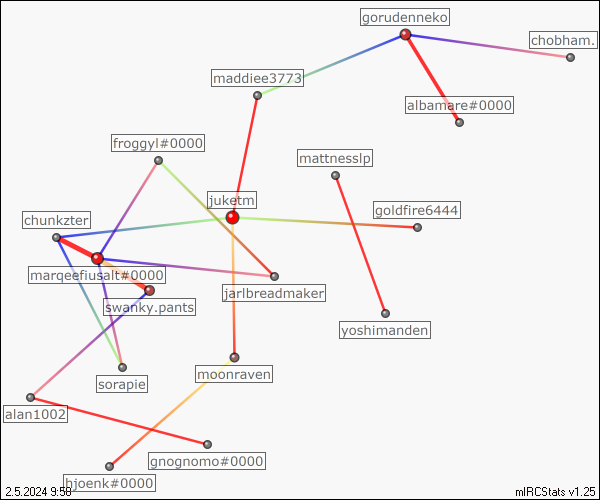 gorudenneko
chobham.
maddiee3773
albamare#0000
froggyl#0000
mattnesslp
juketm
goldfire6444
chunkzter
marqeefiusalt#0000
jarlbreadmaker
swanky.pants
yoshimanden
moonraven
sorapie
alan1002
gnognomo#0000
hjoenk#0000
2.5.2024 9:58
mIRCStats v1.25